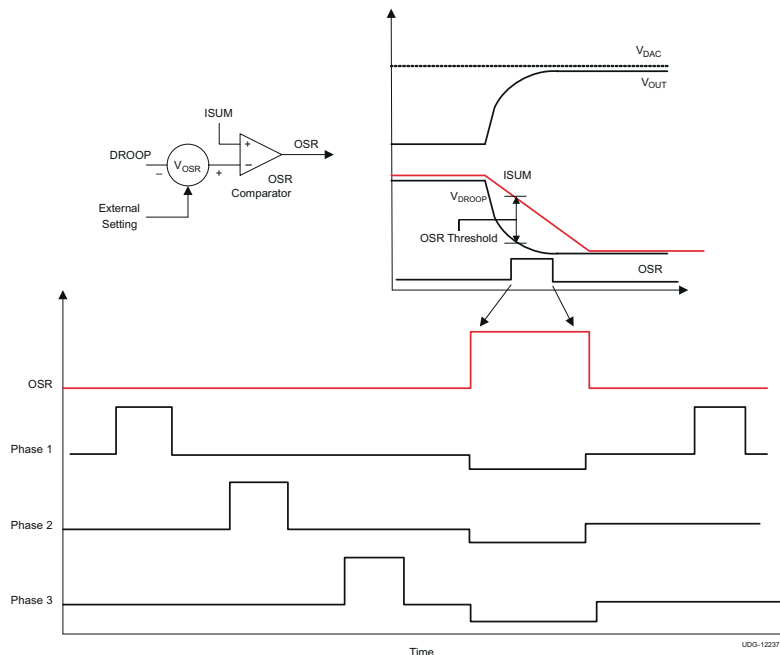 V_DAC
V_OUT
ISUM
DROOP
V_OSR
+
−
OSR
−
+
OSR
Comparator
External
Setting
ISUM
V_DROOP
OSR Threshold
OSR
OSR
Phase 1
Phase 2
Phase 3
Time
UDG-12237